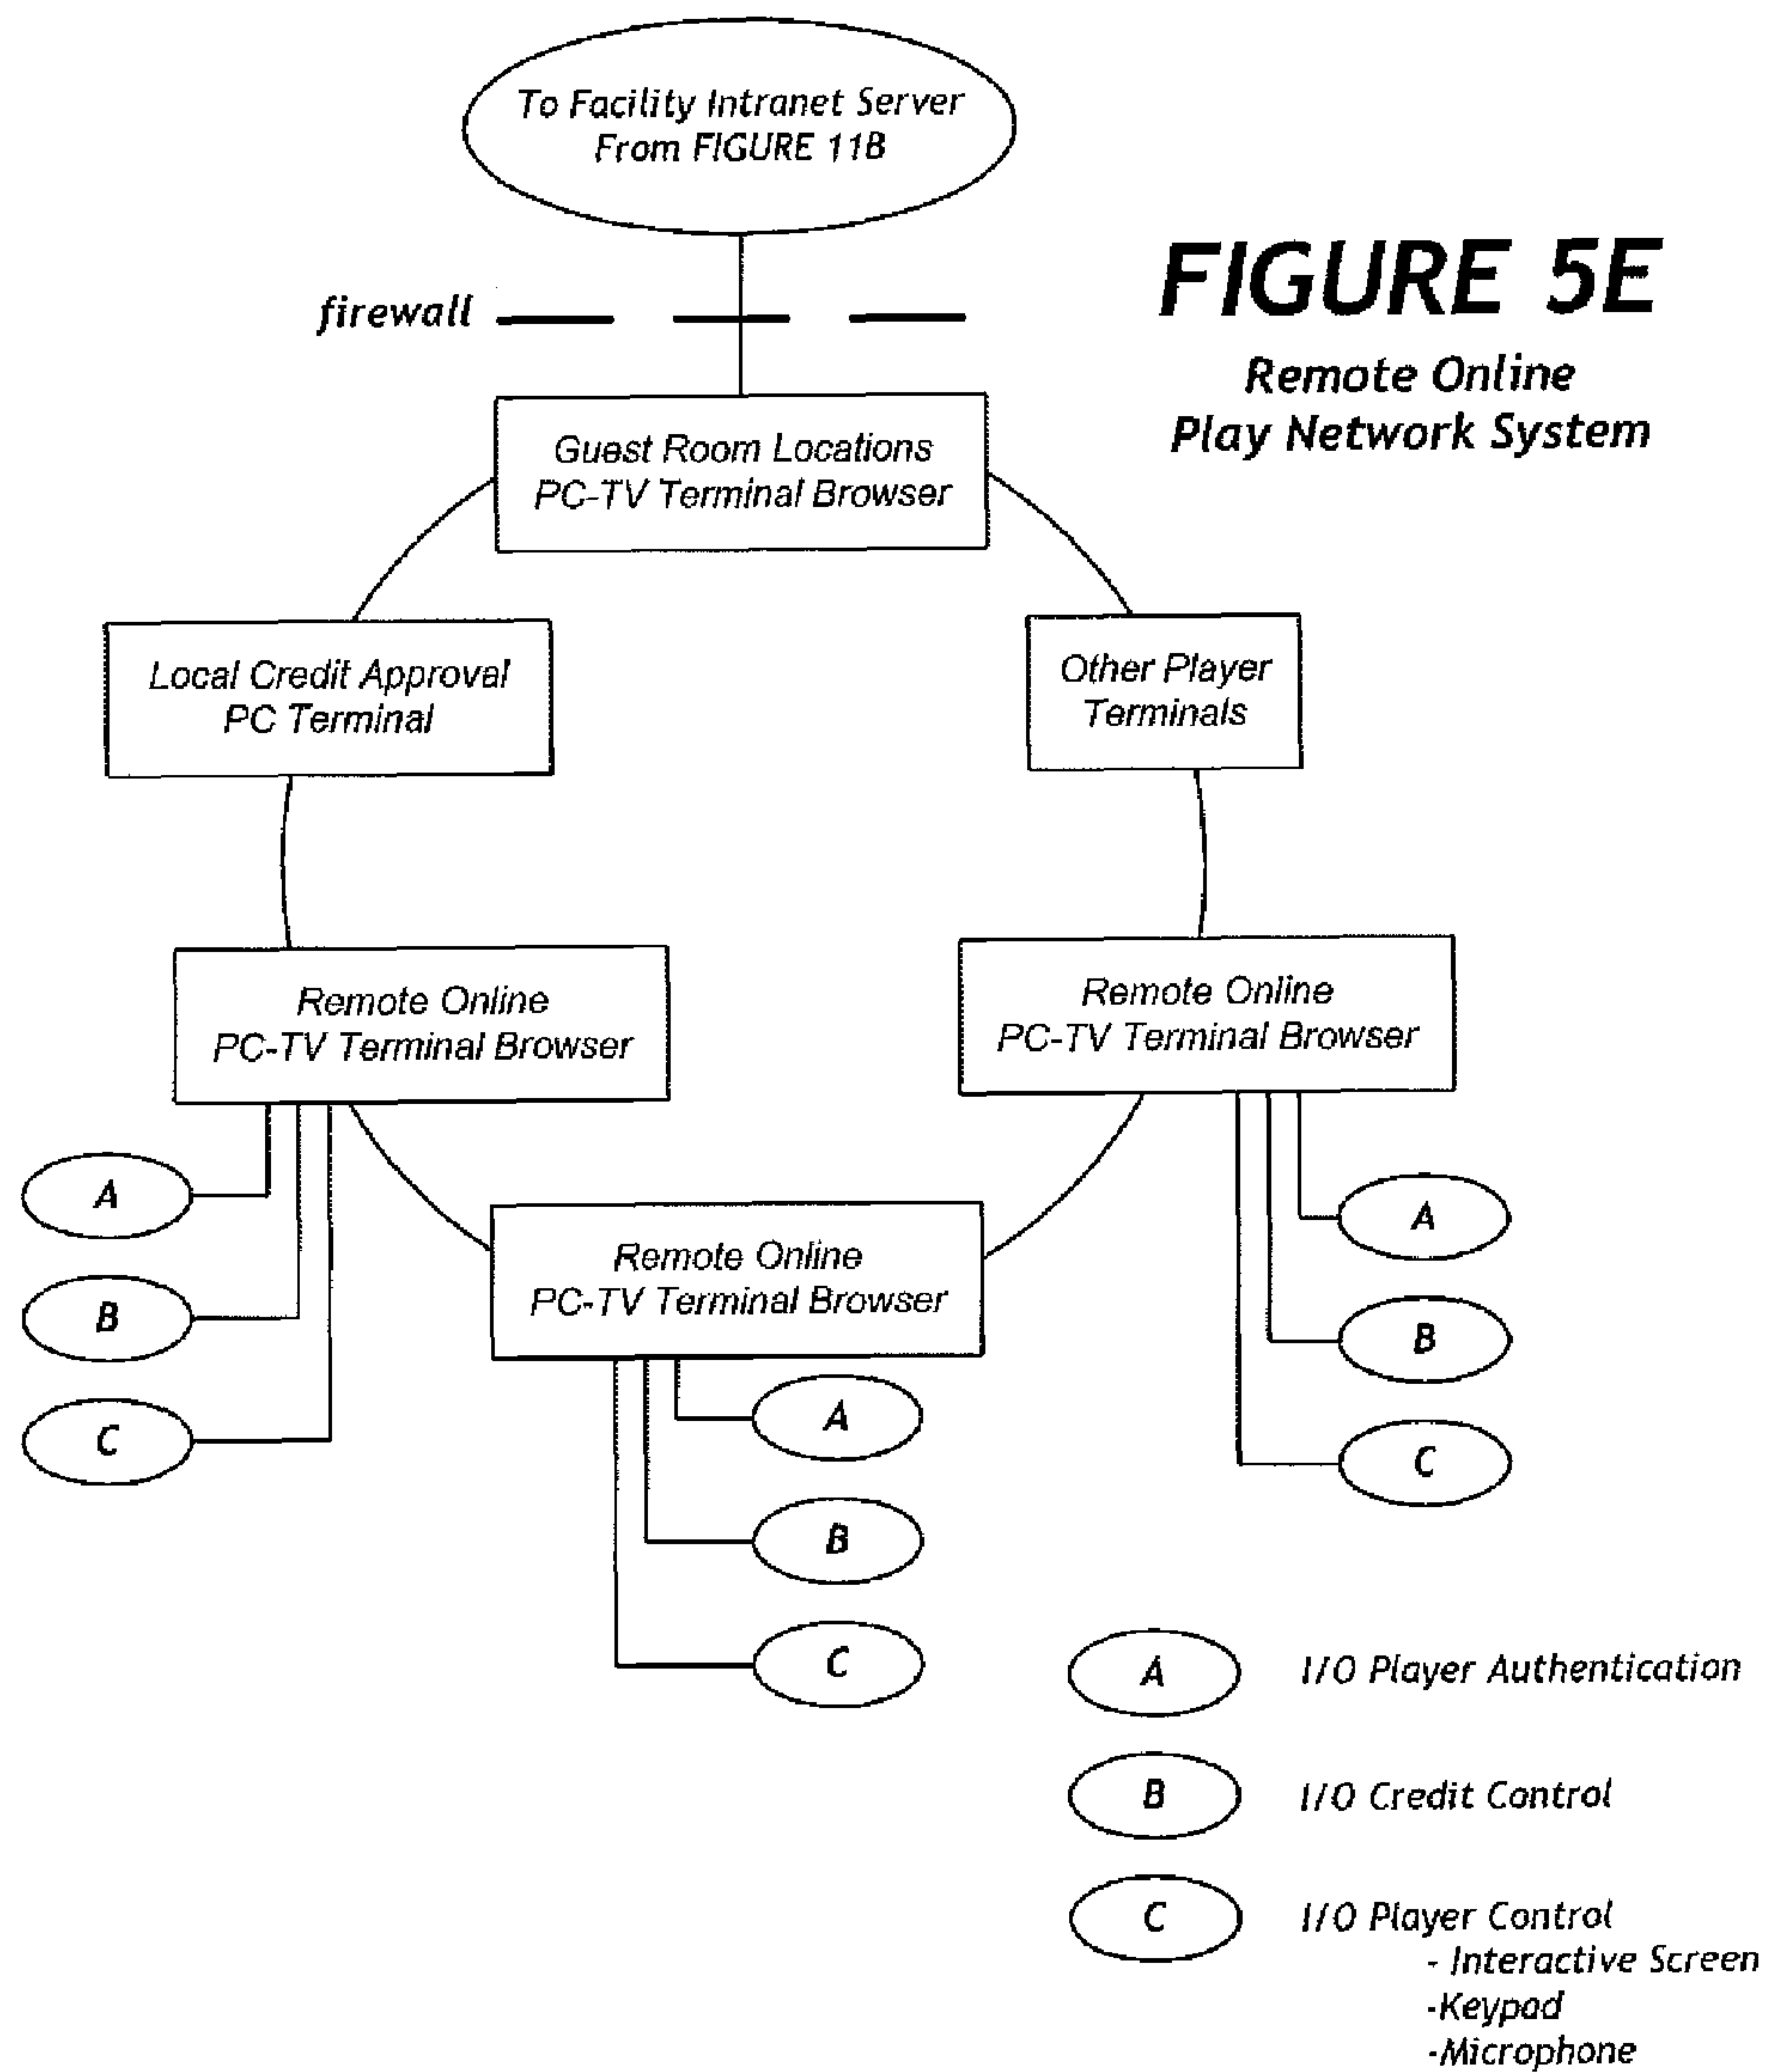 To Facility Intranet Server
From FIGURE 11B
FIGURE 5E
Remote Online
Play Network System
firewall
Guest Room Locations
PC-TV Terminal Browser
Local Credit Approval
PC Terminal
Other Player
Terminals
Remote Online
PC-TV Terminal Browser
Remote Online
PC-TV Terminal Browser
A
B
C
Remote Online
PC-TV Terminal Browser
A
B
C
A
B
C
A I/O Player Authentication
B I/O Credit Control
C I/O Player Control
- Interactive Screen
-Keypad
-Microphone